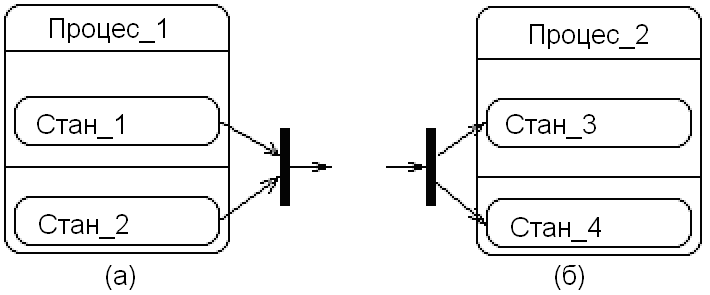 Процес_1
Стан_1
Стан_2
(а)
Процес_2
Стан_3
Стан_4
(б)